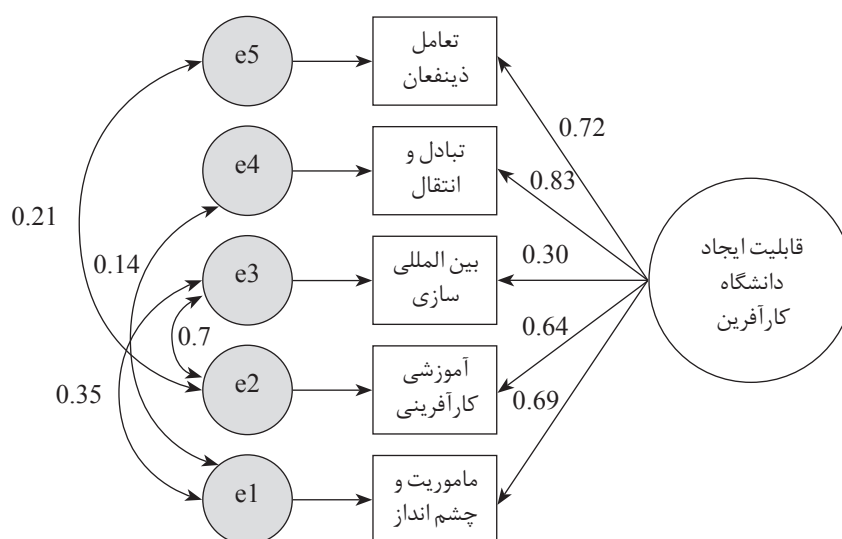 e5
تعامل
ذینفعان
0.72
e4
تبادل و
انتقال
0.83
0.21
0.14
e3
بین المللی
سازی
0.30
قابلیت ایجاد
دانشگاه
کارآفرین
0.7
0.64
0.35
e2
آموزشی
کارآفرینی
0.69
e1
ماموریت و
چشم انداز